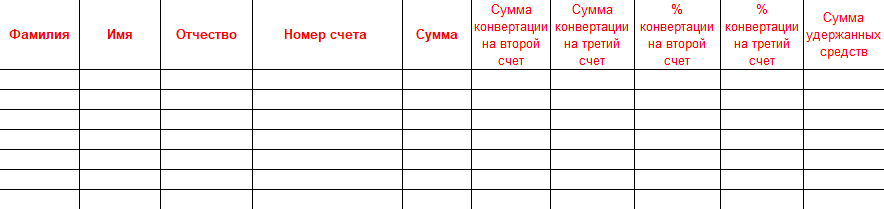 Фамилия
Имя
Отчество
Номер счета
Сумма
Сумма
конвертации
на второй
счет
Сумма
конвертации
на третий
счет
%
конвертации
на второй
счет
%
конвертации
на третий
счет
Сумма
удержанных
средств